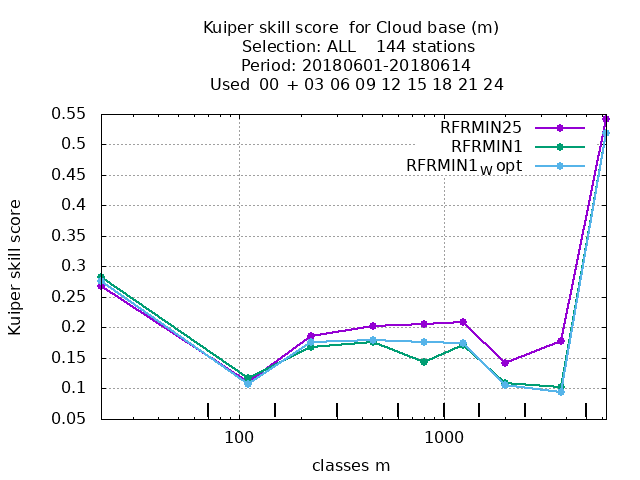 Kuiper skill score  for Cloud base (m)
Selection: ALL    144 stations
Period: 20180601-20180614
Used  00 + 03 06 09 12 15 18 21 24
RFRMIN25
RFRMIN1
RFRMIN1W opt
0.55
0.5
0.45
0.4
0.35
0.3
0.25
0.2
0.15
0.1
0.05
Kuiper skill score
100
1000
classes m